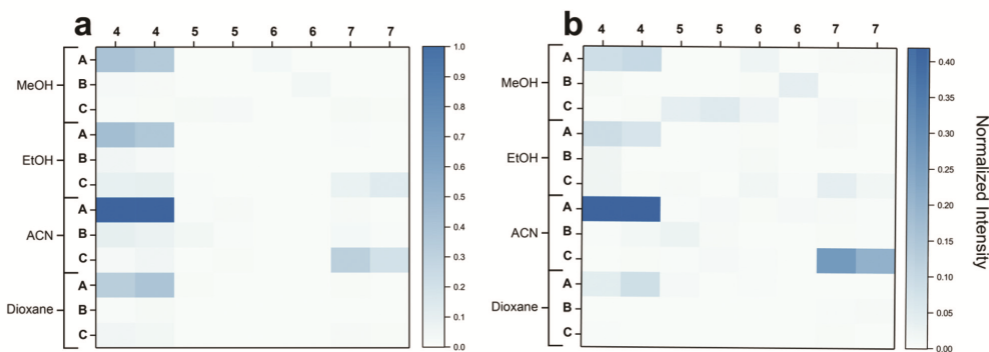 a
4 4 5 5 6 6 7 7
MeOH
A
B
C
EtOH
A
B
C
ACN
A
B
C
Dioxane
A
B
C
1.0
0.9
0.8
0.7
0.6
0.5
0.4
0.3
0.2
0.1
0.0
b
4 4 5 5 6 6 7 7
MeOH
A
B
C
EtOH
A
B
C
ACN
A
B
C
Dioxane
A
B
C
0.40
0.35
0.30
0.25
0.20
0.15
0.10
0.05
0.00
Normalized Intensity